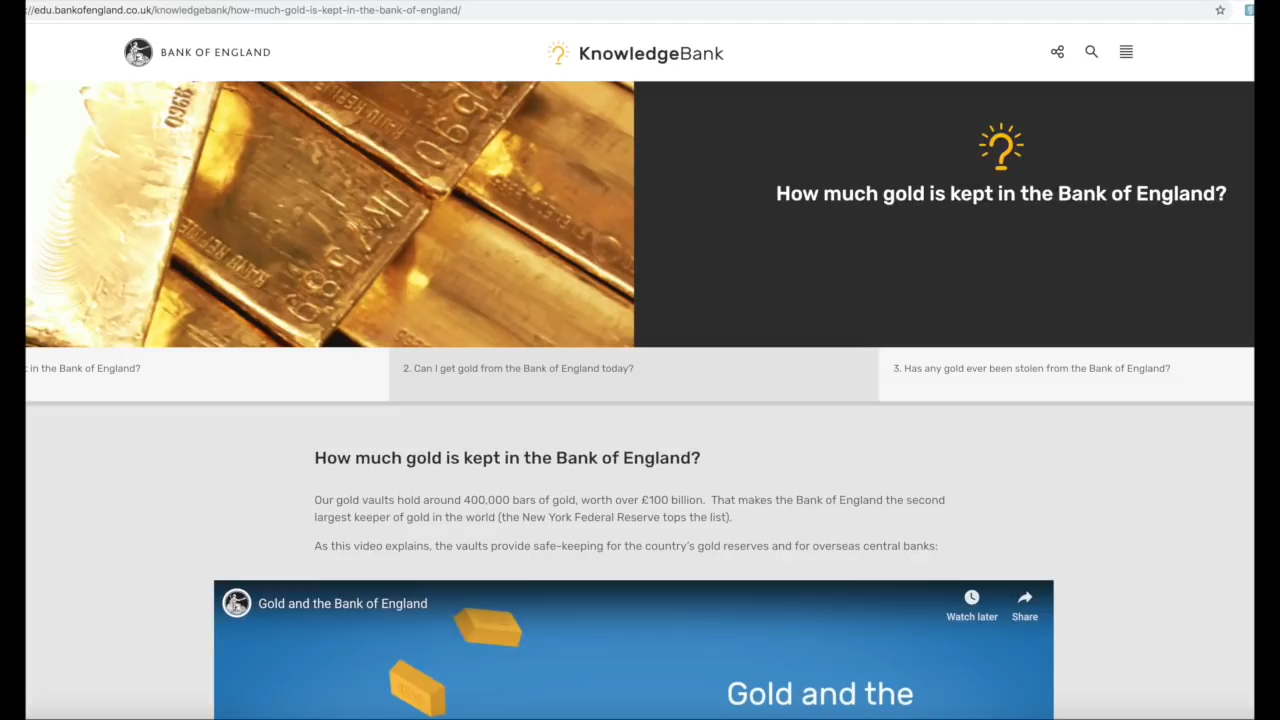 ://edu.bankofengland.co.uk/knowledgebank/how-much-gold-is-kept-in-the-bank-of-england/
BANK OF ENGLAND
KnowledgeBank
590
RAND REFINE
How much gold is kept in the Bank of England?
in the Bank of England?
2. Can I get gold from the Bank of England today?
3. Has any gold ever been stolen from the Bank of England?
How much gold is kept in the Bank of England?
Our gold vaults hold around 400,000 bars of gold, worth over £100 billion. That makes the Bank of England the second
largest keeper of gold in the world (the New York Federal Reserve tops the list).
As this video explains, the vaults provide safe-keeping for the country's gold reserves and for overseas central banks:
Gold and the Bank of England
Watch later
Share
Gold and the